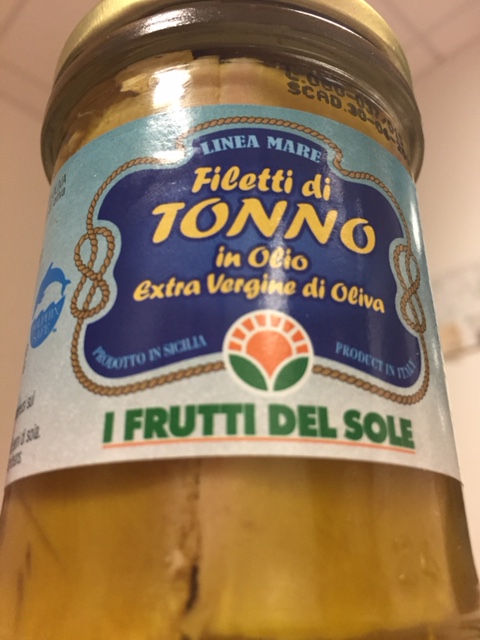 LINEA MARE
Filetti di
TONNO
in Olio
Extra Vergine di Oliva
PRODOTTO IN SICILIA
PRODUCT IN ITALY
I FRUTTI DEL SOLE